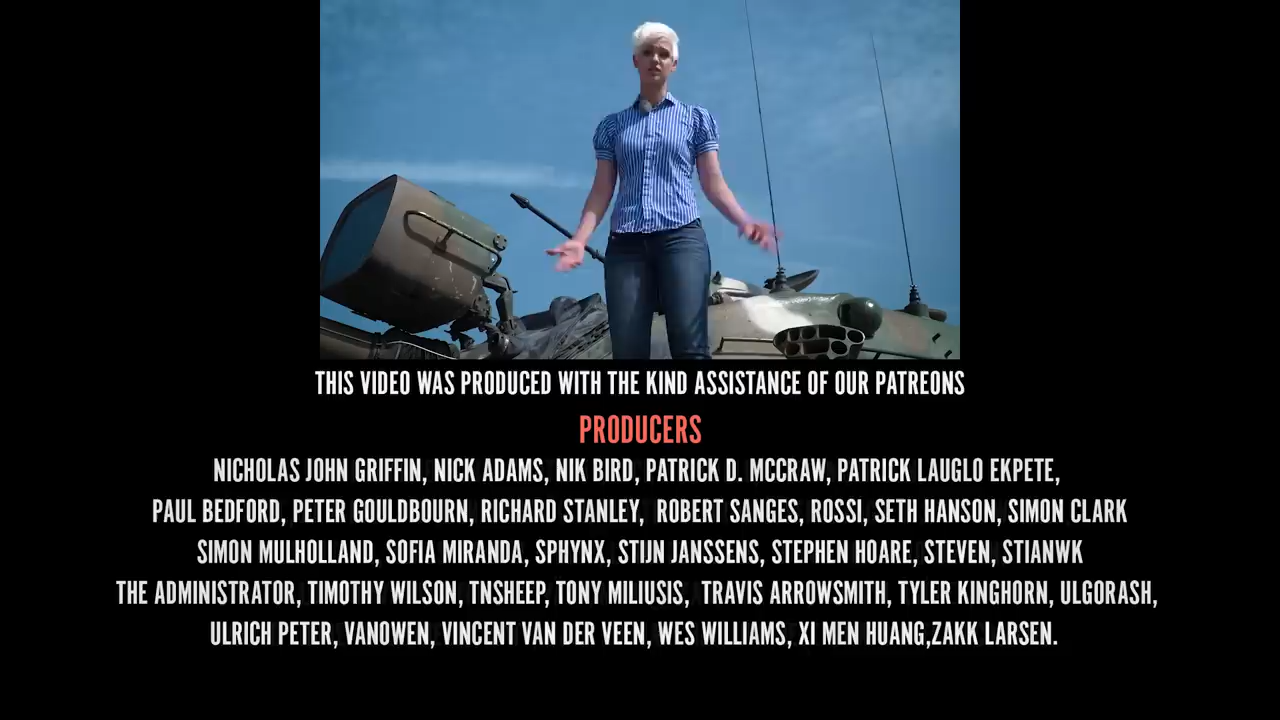 THIS VIDEO WAS PRODUCED WITH THE KIND ASSISTANCE OF OUR PATREONS
PRODUCERS
NICHOLAS JOHN GRIFFIN, NICK ADAMS, NIK BIRD, PATRICK D. MCCRAW, PATRICK LAUGLO EKPETE,
PAUL BEDFORD, PETER GOULDBOURN, RICHARD STANLEY, ROBERT SANGES, ROSSI, SETH HANSON, SIMON CLARK
SIMON MULHOLLAND, SOFIA MIRANDA, SPHYNX, STIJN JANSSENS, STEPHEN HOARE, STEVEN, STIANWK
THE ADMINISTRATOR, TIMOTHY WILSON, TNSHEEP, TONY MILIUSIS, TRAVIS ARROWSMITH, TYLER KINGHORN, ULGORASH,
ULRICH PETER, VANOWEN, VINCENT VAN DER VEEN, WES WILLIAMS, XI MEN HUANG,ZAKK LARSEN.